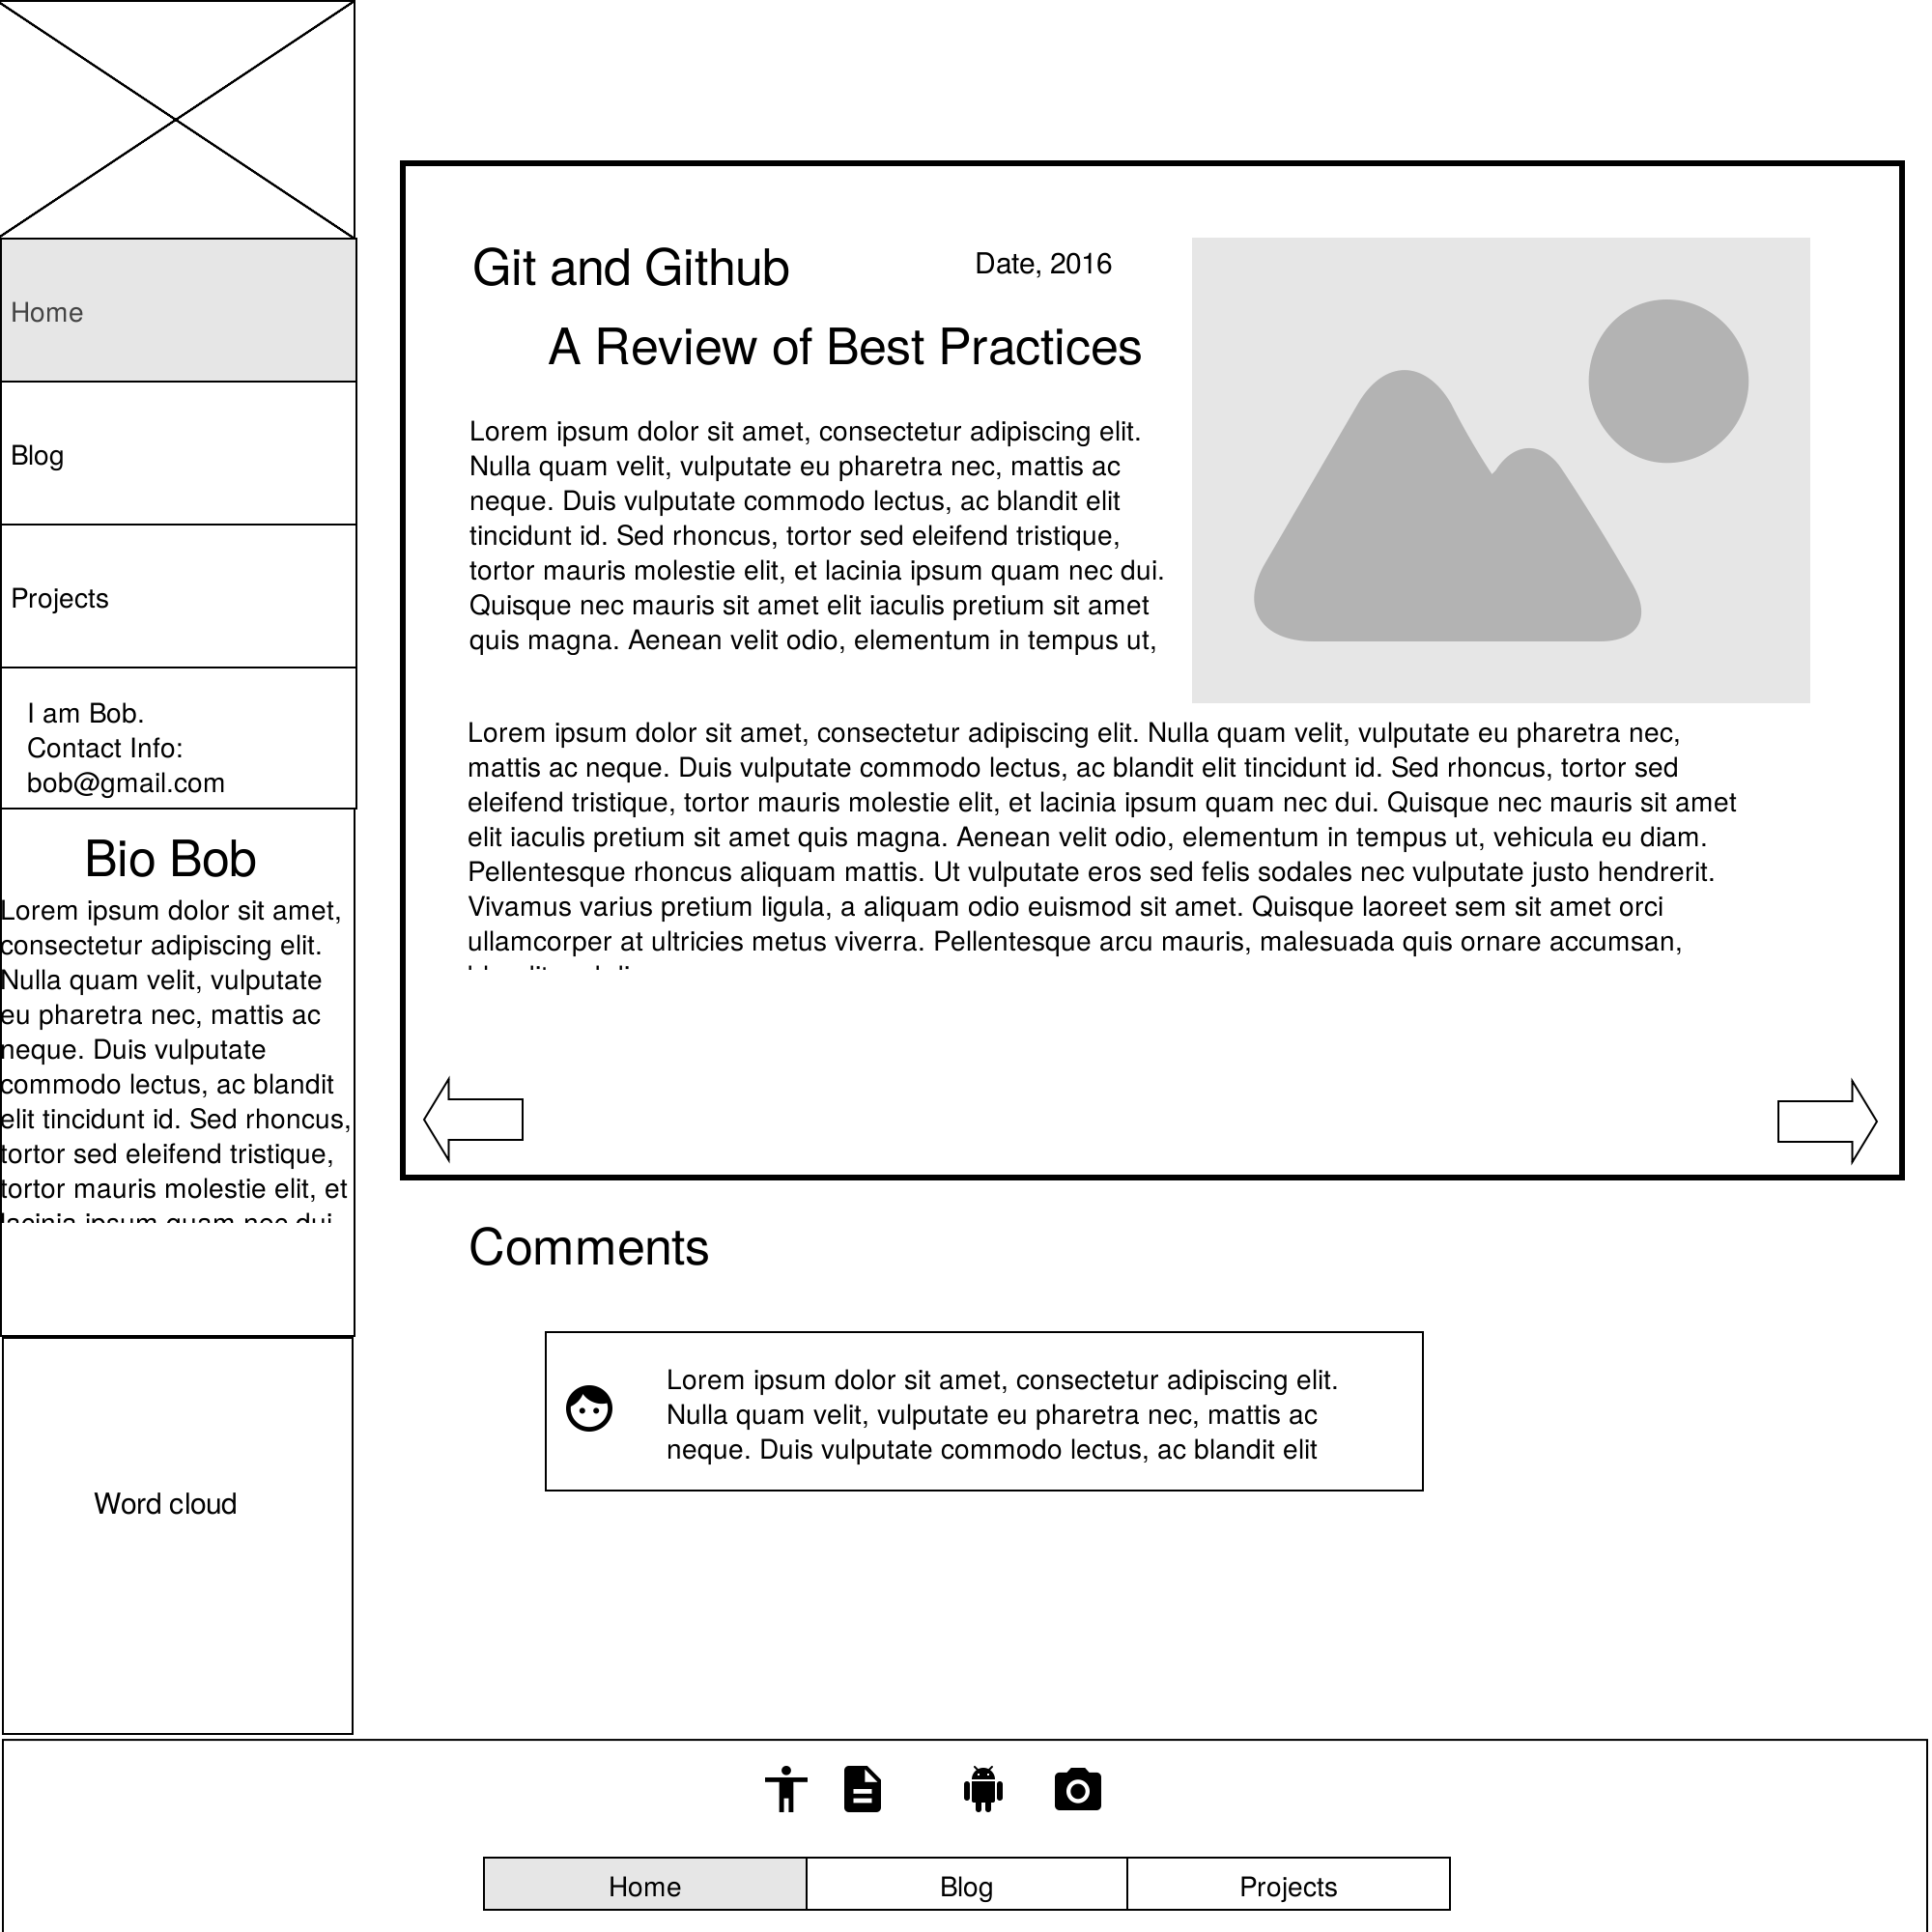 Home
Blog
Projects
I am Bob.
Contact Info:
bob@gmail.com
Bio Bob
Lorem ipsum dolor sit amet,
consectetur adipiscing elit.
Nulla quam velit, vulputate
eu pharetra nec, mattis ac
neque. Duis vulputate
commodo lectus, ac blandit
elit tincidunt id. Sed rhoncus,
tortor sed eleifend tristique,
tortor mauris molestie elit, et
lacinia ipsum quam nec dui.
Word cloud
Git and Github
Date, 2016
A Review of Best Practices
Lorem ipsum dolor sit amet, consectetur adipiscing elit.
Nulla quam velit, vulputate eu pharetra nec, mattis ac
neque. Duis vulputate commodo lectus, ac blandit elit
tincidunt id. Sed rhoncus, tortor sed eleifend tristique,
tortor mauris molestie elit, et lacinia ipsum quam nec dui.
Quisque nec mauris sit amet elit iaculis pretium sit amet
quis magna. Aenean velit odio, elementum in tempus ut,
Lorem ipsum dolor sit amet, consectetur adipiscing elit. Nulla quam velit, vulputate eu pharetra nec,
mattis ac neque. Duis vulputate commodo lectus, ac blandit elit tincidunt id. Sed rhoncus, tortor sed
eleifend tristique, tortor mauris molestie elit, et lacinia ipsum quam nec dui. Quisque nec mauris sit amet
elit iaculis pretium sit amet quis magna. Aenean velit odio, elementum in tempus ut, vehicula eu diam.
Pellentesque rhoncus aliquam mattis. Ut vulputate eros sed felis sodales nec vulputate justo hendrerit.
Vivamus varius pretium ligula, a aliquam odio euismod sit amet. Quisque laoreet sem sit amet orci
ullamcorper at ultricies metus viverra. Pellentesque arcu mauris, malesuada quis ornare accumsan,
Comments
Lorem ipsum dolor sit amet, consectetur adipiscing elit.
Nulla quam velit, vulputate eu pharetra nec, mattis ac
neque. Duis vulputate commodo lectus, ac blandit elit
Home
Blog
Projects